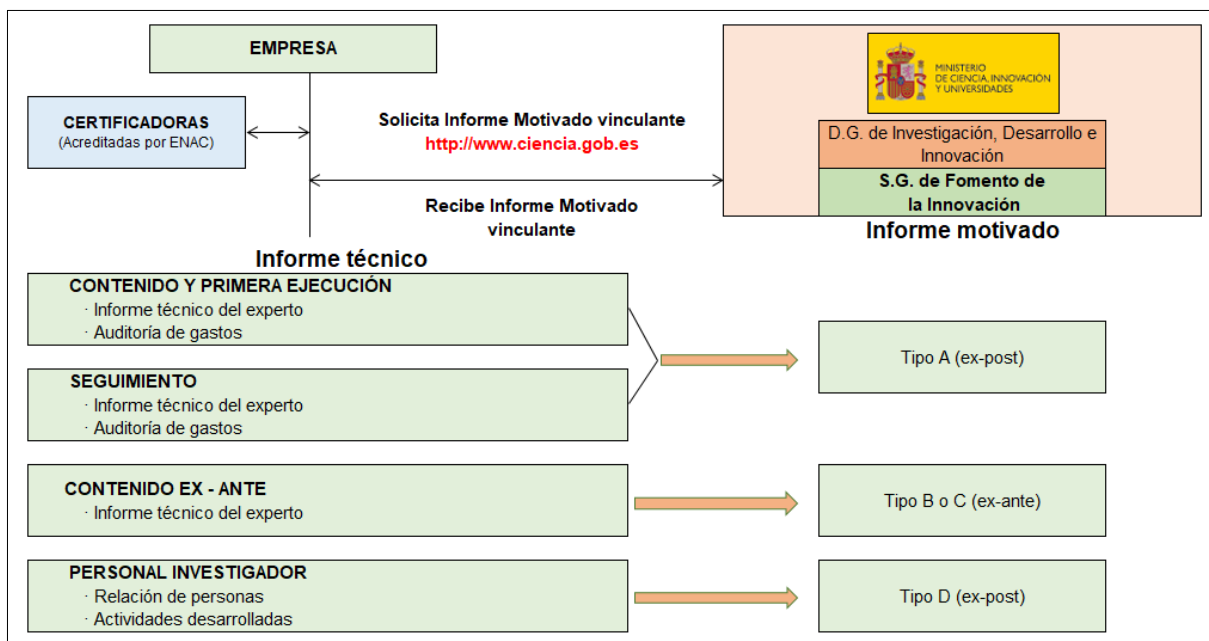 EMPRESA
MINISTERIO
DE CIENCIA, INNOVACIÓN
Y UNIVERSIDADES
CERTIFICADORAS
(Acreditadas por ENAC)
Solicita Informe Motivado vinculante
http://www.ciencia.gob.es
D.G. de Investigación, Desarrollo e
Innovación
S.G. de Fomento de
la Innovación
Recibe Informe Motivado
vinculante
Informe motivado
Informe técnico
CONTENIDO Y PRIMERA EJECUCIÓN
· Informe técnico del experto
· Auditoría de gastos
Tipo A (ex-post)
SEGUIMIENTO
· Informe técnico del experto
· Auditoría de gastos
CONTENIDO EX - ANTE
· Informe técnico del experto
Tipo B o C (ex-ante)
PERSONAL INVESTIGADOR
· Relación de personas
· Actividades desarrolladas
Tipo D (ex-post)